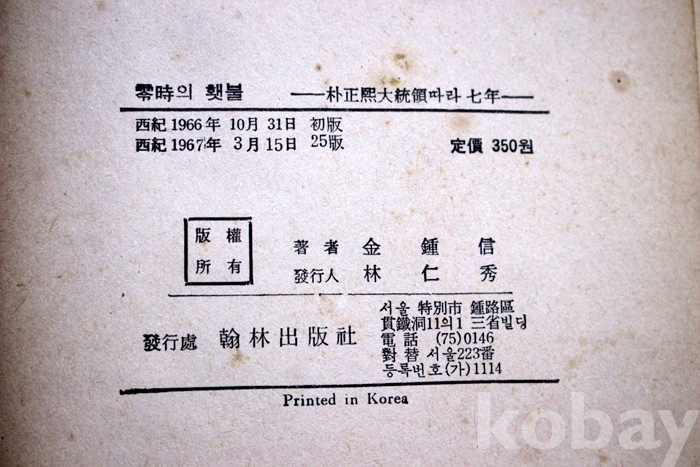 零時의 횃불 ──朴正熙大統領따라 七年──
西紀 1966年 10月 31日 初版
西紀 1967年 3月 15日 25版 定價 350원
版權
所有
著者 金鍾信
發行人 林仁秀
發行處 翰林出版社
서울 特別市 鍾路區
貫鐵洞11의1 三省빌딩
電話 (75)0146
對替 서울223番
등록번호(가)1114
Printed in Korea
kobay